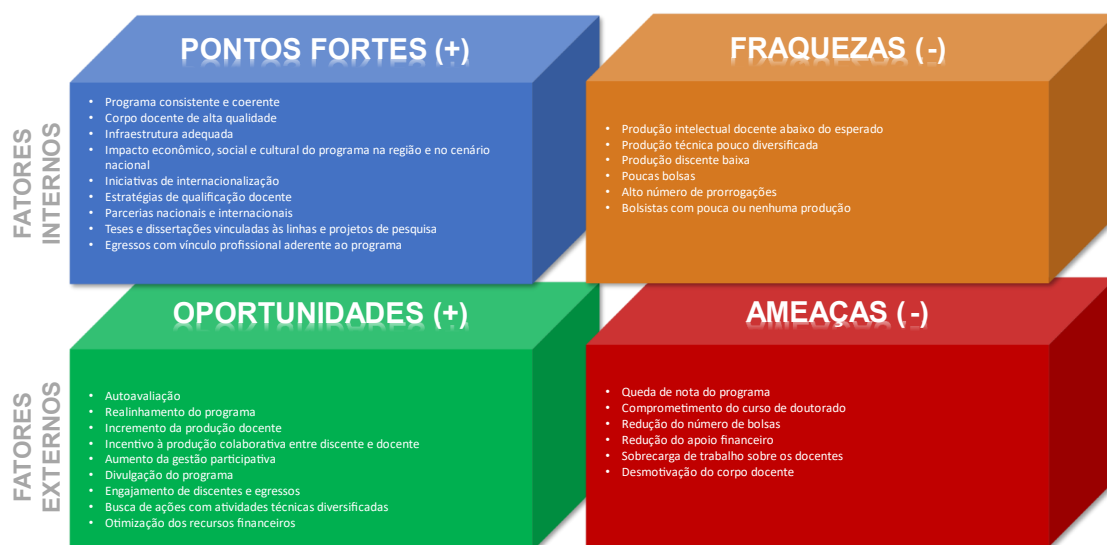 PONTOS FORTES (+)
FRAQUEZAS (-)
FATORES
INTERNOS
• Programa consistente e coerente
• Corpo docente de alta qualidade
• Infraestrutura adequada
• Impacto econômico, social e cultural do programa na região e no cenário
nacional
• Iniciativas de internacionalização
• Estratégias de qualificação docente
• Parcerias nacionais e internacionais
• Teses e dissertações vinculadas às linhas e projetos de pesquisa
• Egressos com vínculo profissional aderente ao programa
• Produção intelectual docente abaixo do esperado
• Produção técnica pouco diversificada
• Produção discente baixa
• Poucas bolsas
• Alto número de prorrogações
• Bolsistas com pouca ou nenhuma produção
OPORTUNIDADES (+)
AMEAÇAS (-)
FATORES
EXTERNOS
• Autoavaliação
• Realinhamento do programa
• Incremento da produção docente
• Incentivo à produção colaborativa entre discente e docente
• Aumento da gestão participativa
• Divulgação do programa
• Engajamento de discentes e egressos
• Busca de ações com atividades técnicas diversificadas
• Otimização dos recursos financeiros
• Queda de nota do programa
• Comprometimento do curso de doutorado
• Redução do número de bolsas
• Redução do apoio financeiro
• Sobrecarga de trabalho sobre os docentes
• Desmotivação do corpo docente